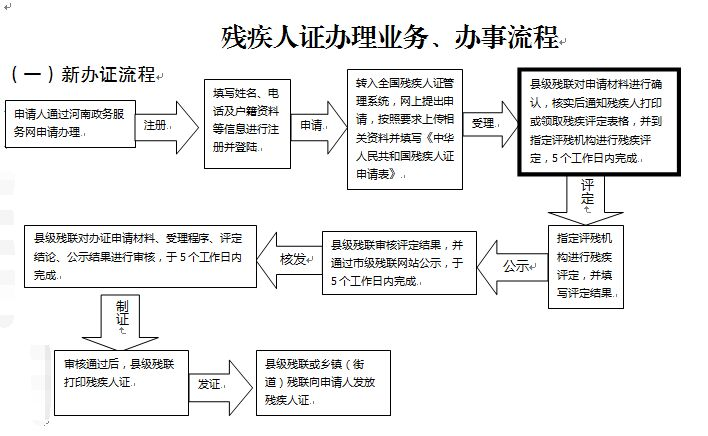 残疾人证办理业务、办事流程
（一）新办证流程
申请人通过河南政务服
务网申请办理
注册
填写姓名、电
话及户籍资料
等信息进行注
册并登陆
申请
转入全国残疾人证管
理系统，网上提出申
请，按照要求上传相
关资料并填写《中华
人民共和国残疾人证
申请表》
受理
县级残联对申请材料进行确
认，核实后通知残疾人打印
或领取残疾评定表格，并到
指定评残机构进行残疾评
定，5个工作日内完成。
评
定
指定评残机
构进行残疾
评定，并填
写评定结果
公示
县级残联审核评定结果，并
通过市级残联网站公示，于
5个工作日内完成。
核发
县级残联对办证申请材料、受理程序、评定
结论、公示结果进行审核，于5个工作日内
完成。
制
证
审核通过后，县级残联
打印残疾人证。
发证
县级残联或乡镇（街
道）残联向申请人发放
残疾人证。